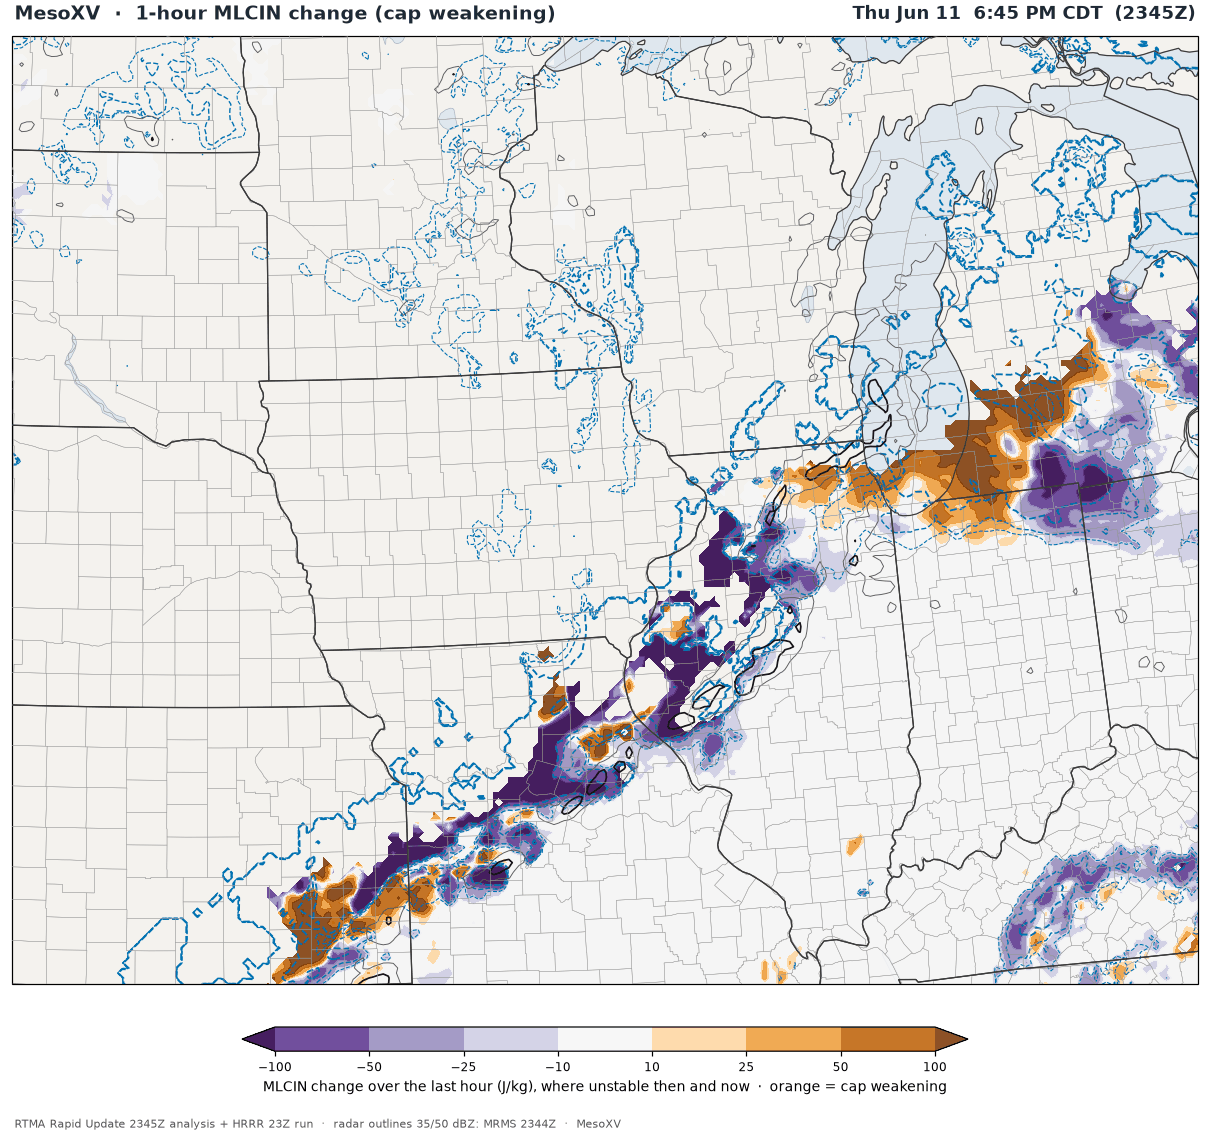 MesoXV · 1-hour MLCIN change (cap weakening)
Thu Jun 11 6:45 PM CDT (2345Z)
−100 −50 −25 −10 10 25 50 100
MLCIN change over the last hour (J/kg), where unstable then and now · orange = cap weakening
RTMA Rapid Update 2345Z analysis + HRRR 23Z run · radar outlines 35/50 dBZ: MRMS 2344Z · MesoXV